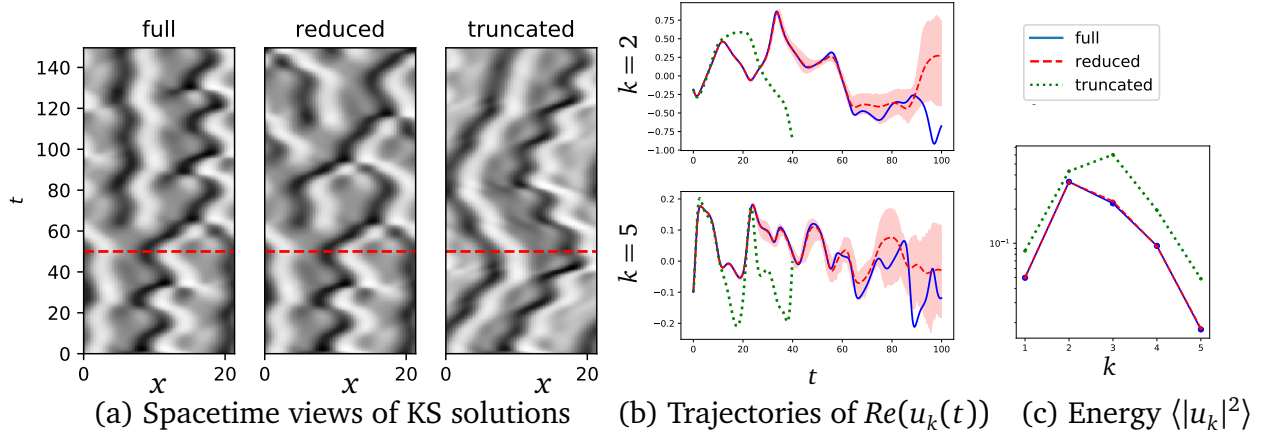 full reduced truncated
140
120
100
80
60
40
20
0
t
0 20 0 20 0 20
x x x
(a) Spacetime views of KS solutions
k = 2
0.75
0.50
0.25
0.00
−0.25
−0.50
−0.75
−1.00
0 20 40 60 80 100
k = 5
0.2
0.1
0.0
−0.1
−0.2
0 20 40 60 80 100
t
(b) Trajectories of Re(u_k(t))
full
reduced
truncated
10⁻¹
1 2 3 4 5
k
(c) Energy ⟨|u_k|²⟩